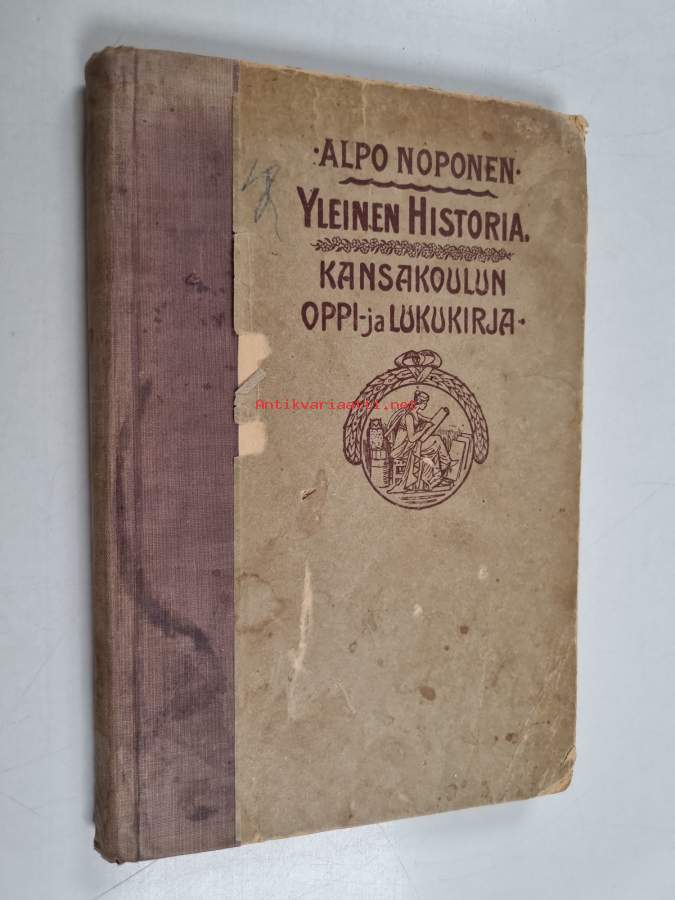 ·ALPO NOPONEN·
YLEINEN HISTORIA.
KANSAKOULUN
OPPI-ja LUKUKIRJA·
Antikvariaatti.net